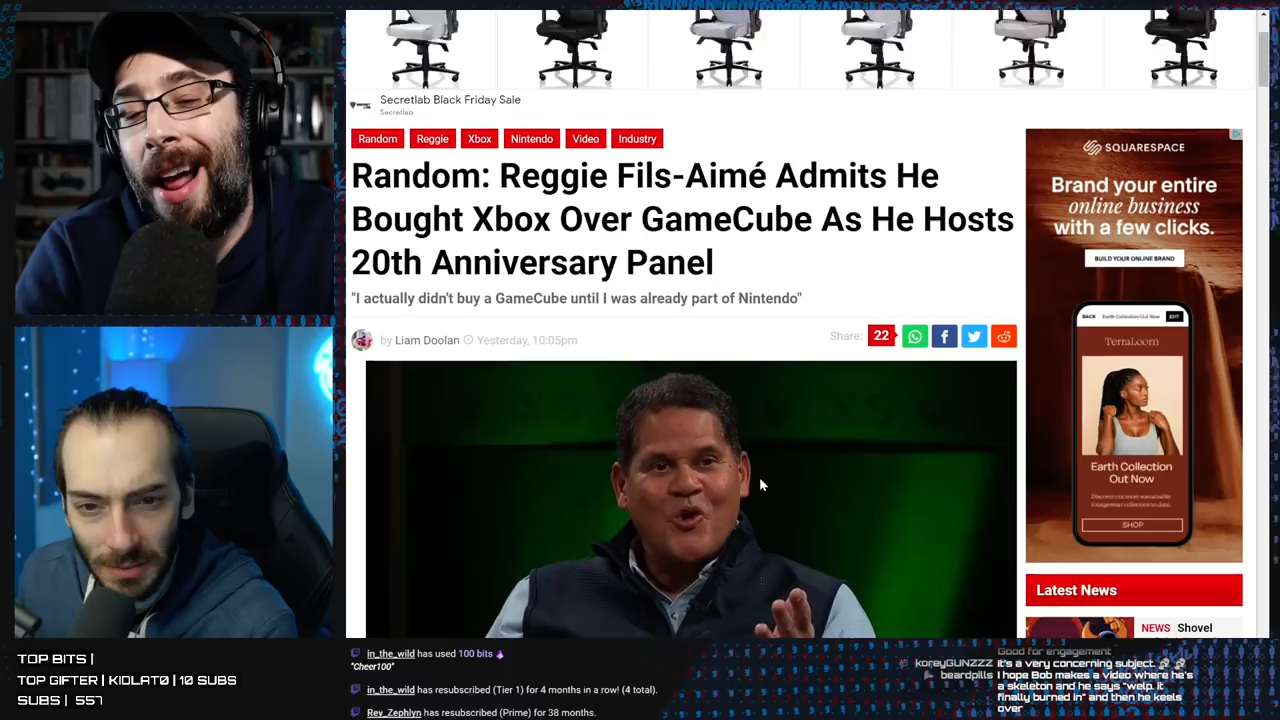 Secretlab Black Friday Sale
Secretlab
Random
Reggie
Xbox
Nintendo
Video
Industry
Random: Reggie Fils-Aimé Admits He
Bought Xbox Over GameCube As He Hosts
20th Anniversary Panel
"I actually didn't buy a GameCube until I was already part of Nintendo"
by Liam Doolan Yesterday, 10:05pm
Share: 22
SQUARESPACE
Brand your entire
online business
with a few clicks.
BUILD YOUR ONLINE BRAND
BACK Earth Collection Out Now EXIT
TerraLoom
Earth Collection
Out Now
SHOP
Latest News
NEWS Shovel
TOP BITS |
TOP GIFTER | KIDLAT0 | 10 SUBS
SUBS | 557
in_the_wild has used 100 bits
"Cheer100"
in_the_wild has resubscribed (Tier 1) for 4 months in a row! (4 total).
Rey_Zephlyn has resubscribed (Prime) for 38 months.
Good for engagement
koreyGUNZZZ it's a very concerning subject.
beardpills I hope Bob makes a video where he's
a skeleton and he says "welp. it
finally burned in" and then he keels
over